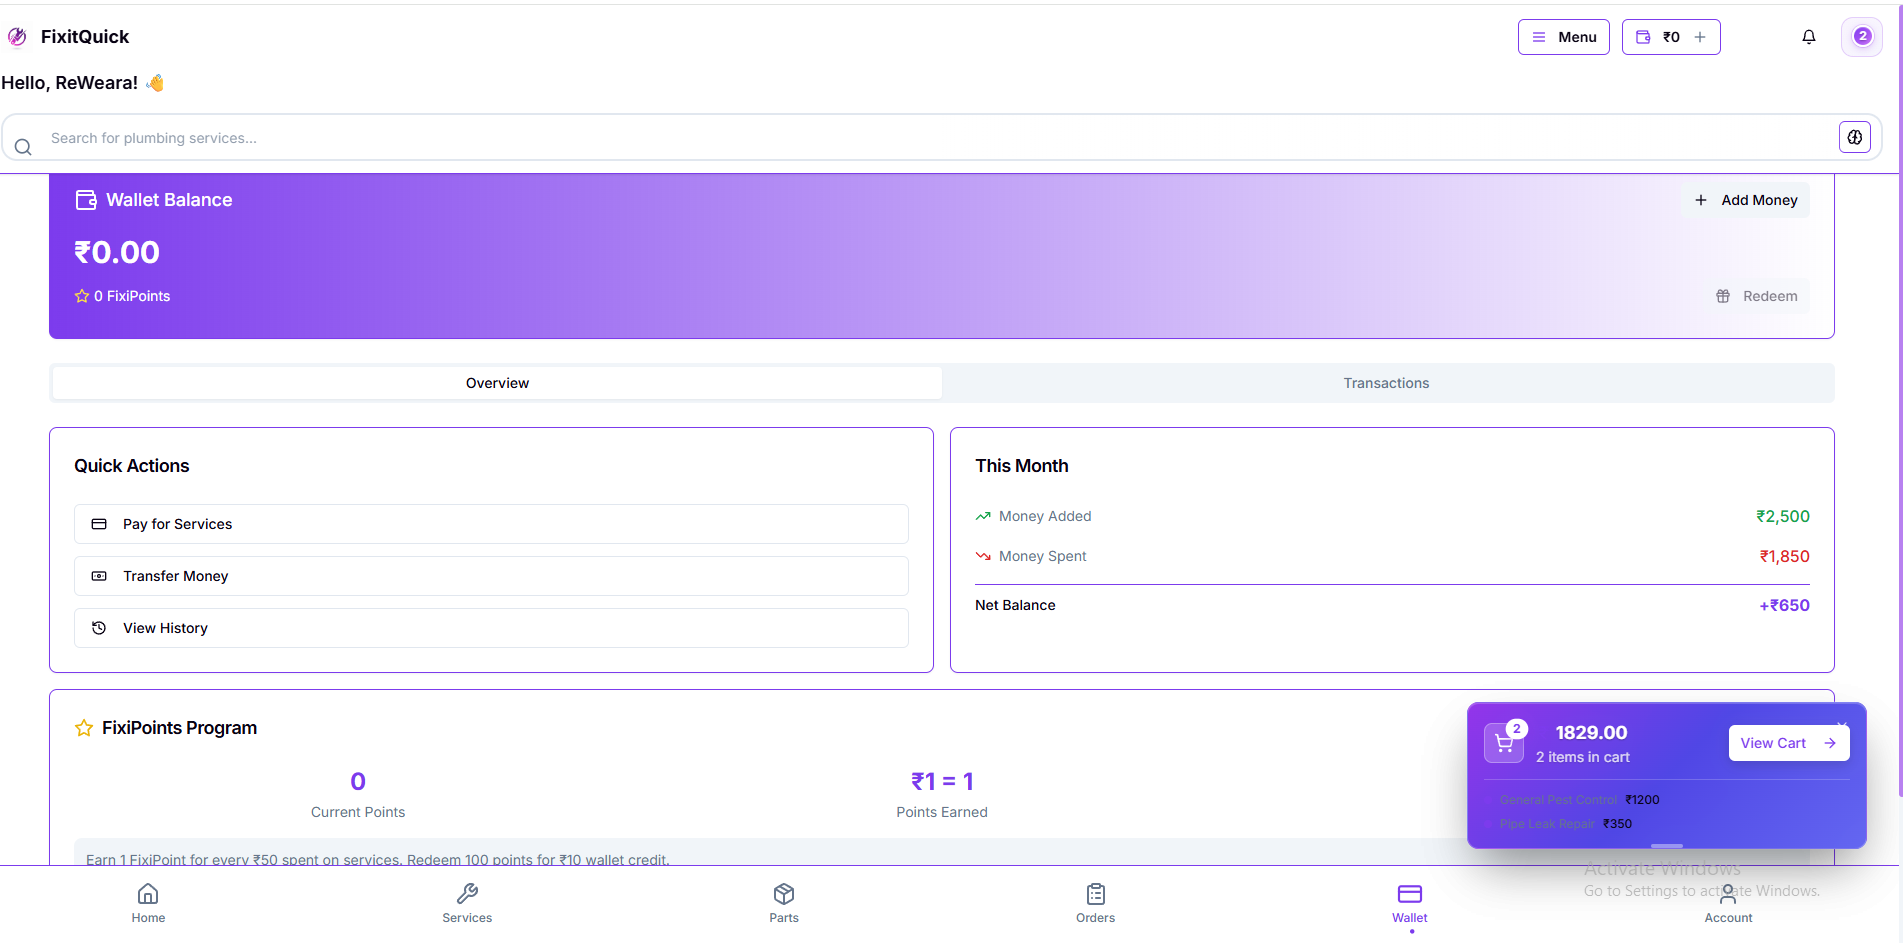 FixitQuick
Menu
₹0
2
Hello, ReWeara! 👋
Search for plumbing services...
Wallet Balance
Add Money
₹0.00
0 FixiPoints
Redeem
Overview
Transactions
Quick Actions
Pay for Services
Transfer Money
View History
This Month
Money Added
₹2,500
Money Spent
₹1,850
Net Balance
+₹650
FixiPoints Program
0
Current Points
₹1 = 1
Points Earned
Earn 1 FixiPoint for every ₹50 spent on services. Redeem 100 points for ₹10 wallet credit.
2
1829.00
2 items in cart
View Cart
General Pest Control ₹1200
Pipe Leak Repair ₹350
Activate Windows
Go to Settings to activate Windows.
Home
Services
Parts
Orders
Wallet
Account